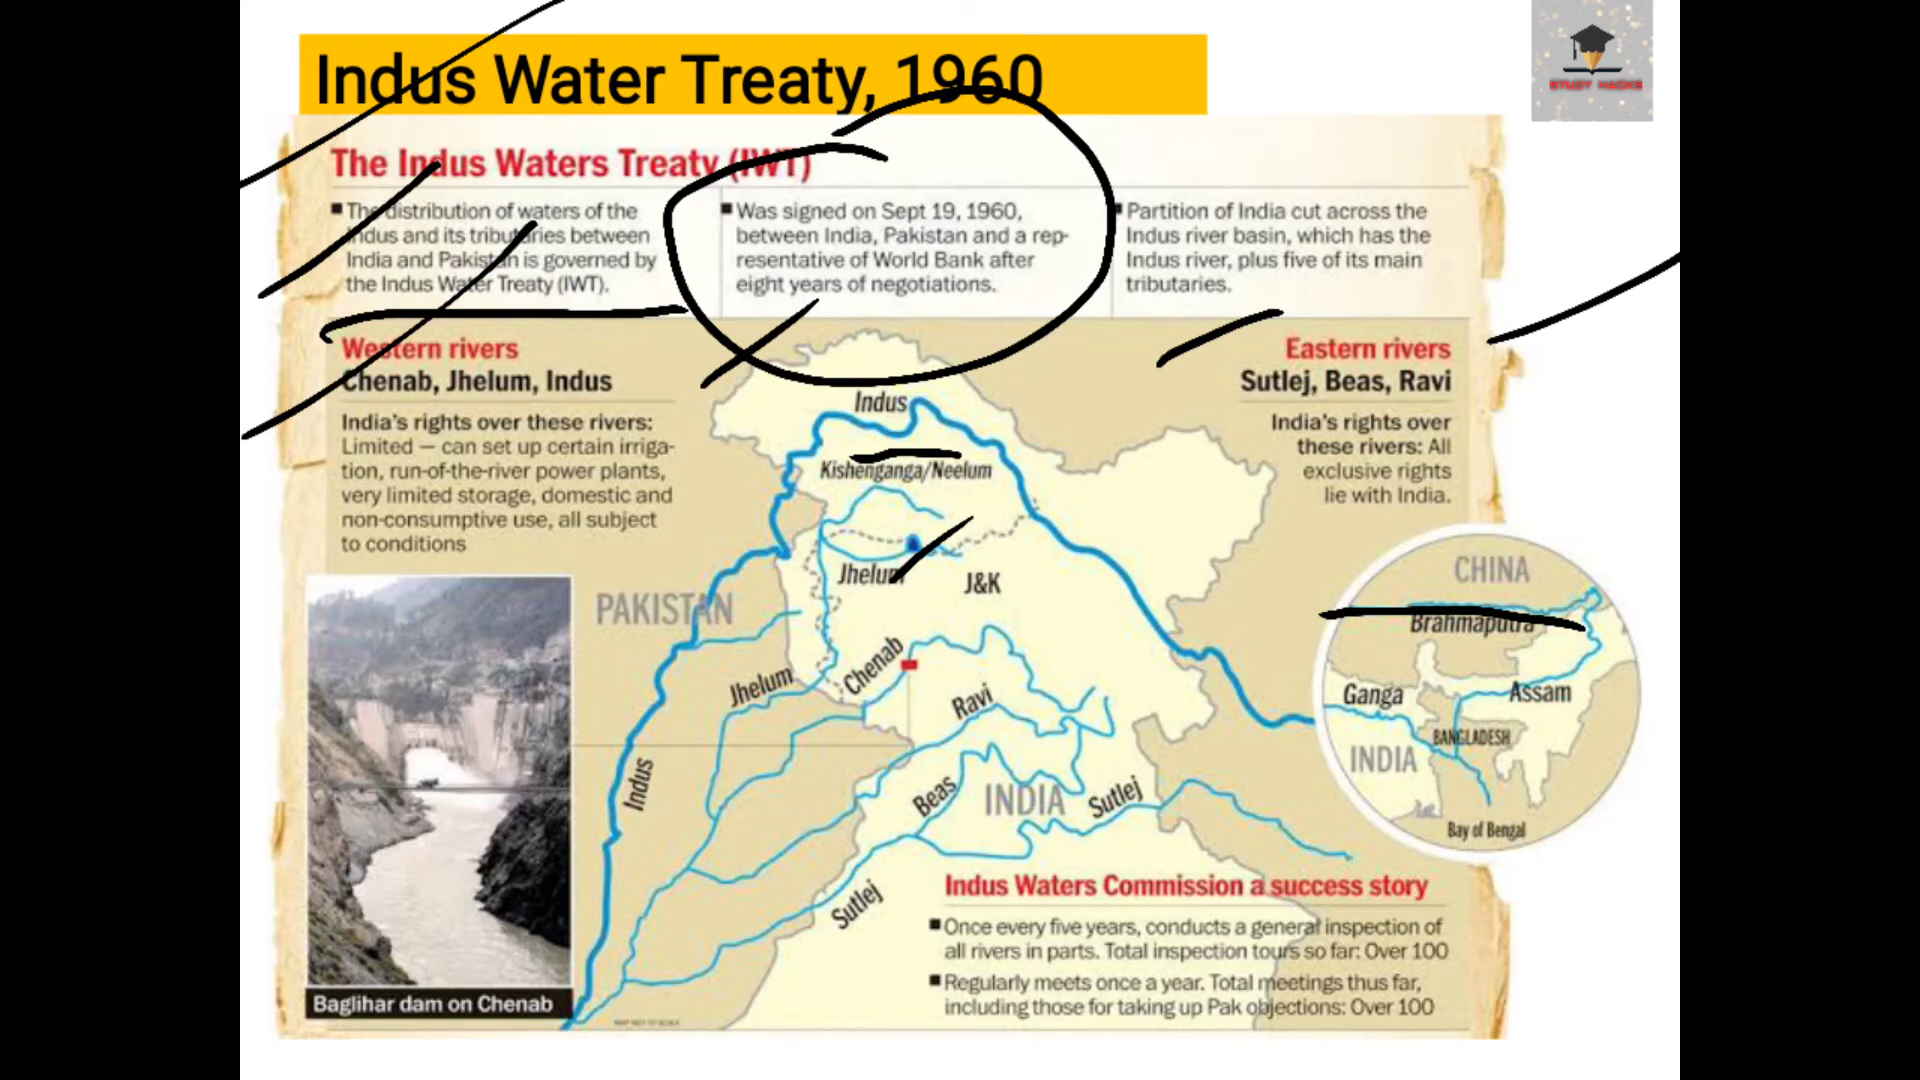 Indus Water Treaty, 1960
STUDY HACKS
The Indus Waters Treaty (IWT)
The distribution of waters of the
Indus and its tributaries between
India and Pakistan is governed by
the Indus Water Treaty (IWT).
Was signed on Sept 19, 1960,
between India, Pakistan and a rep-
resentative of World Bank after
eight years of negotiations.
Partition of India cut across the
Indus river basin, which has the
Indus river, plus five of its main
tributaries.
Western rivers
Chenab, Jhelum, Indus
India's rights over these rivers:
Limited — can set up certain irriga-
tion, run-of-the-river power plants,
very limited storage, domestic and
non-consumptive use, all subject
to conditions
Eastern rivers
Sutlej, Beas, Ravi
India's rights over
these rivers: All
exclusive rights
lie with India.
Indus
Kishenganga/Neelum
Jhelum
J&K
PAKISTAN
Chenab
Jhelum
Ravi
Indus
Beas
INDIA
Sutlej
Sutlej
CHINA
Brahmaputra
Ganga
Assam
BANGLADESH
INDIA
Bay of Bengal
Indus Waters Commission a success story
Once every five years, conducts a general inspection of
all rivers in parts. Total inspection tours so far: Over 100
Regularly meets once a year. Total meetings thus far,
including those for taking up Pak objections: Over 100
Baglihar dam on Chenab
MAP NOT TO SCALE